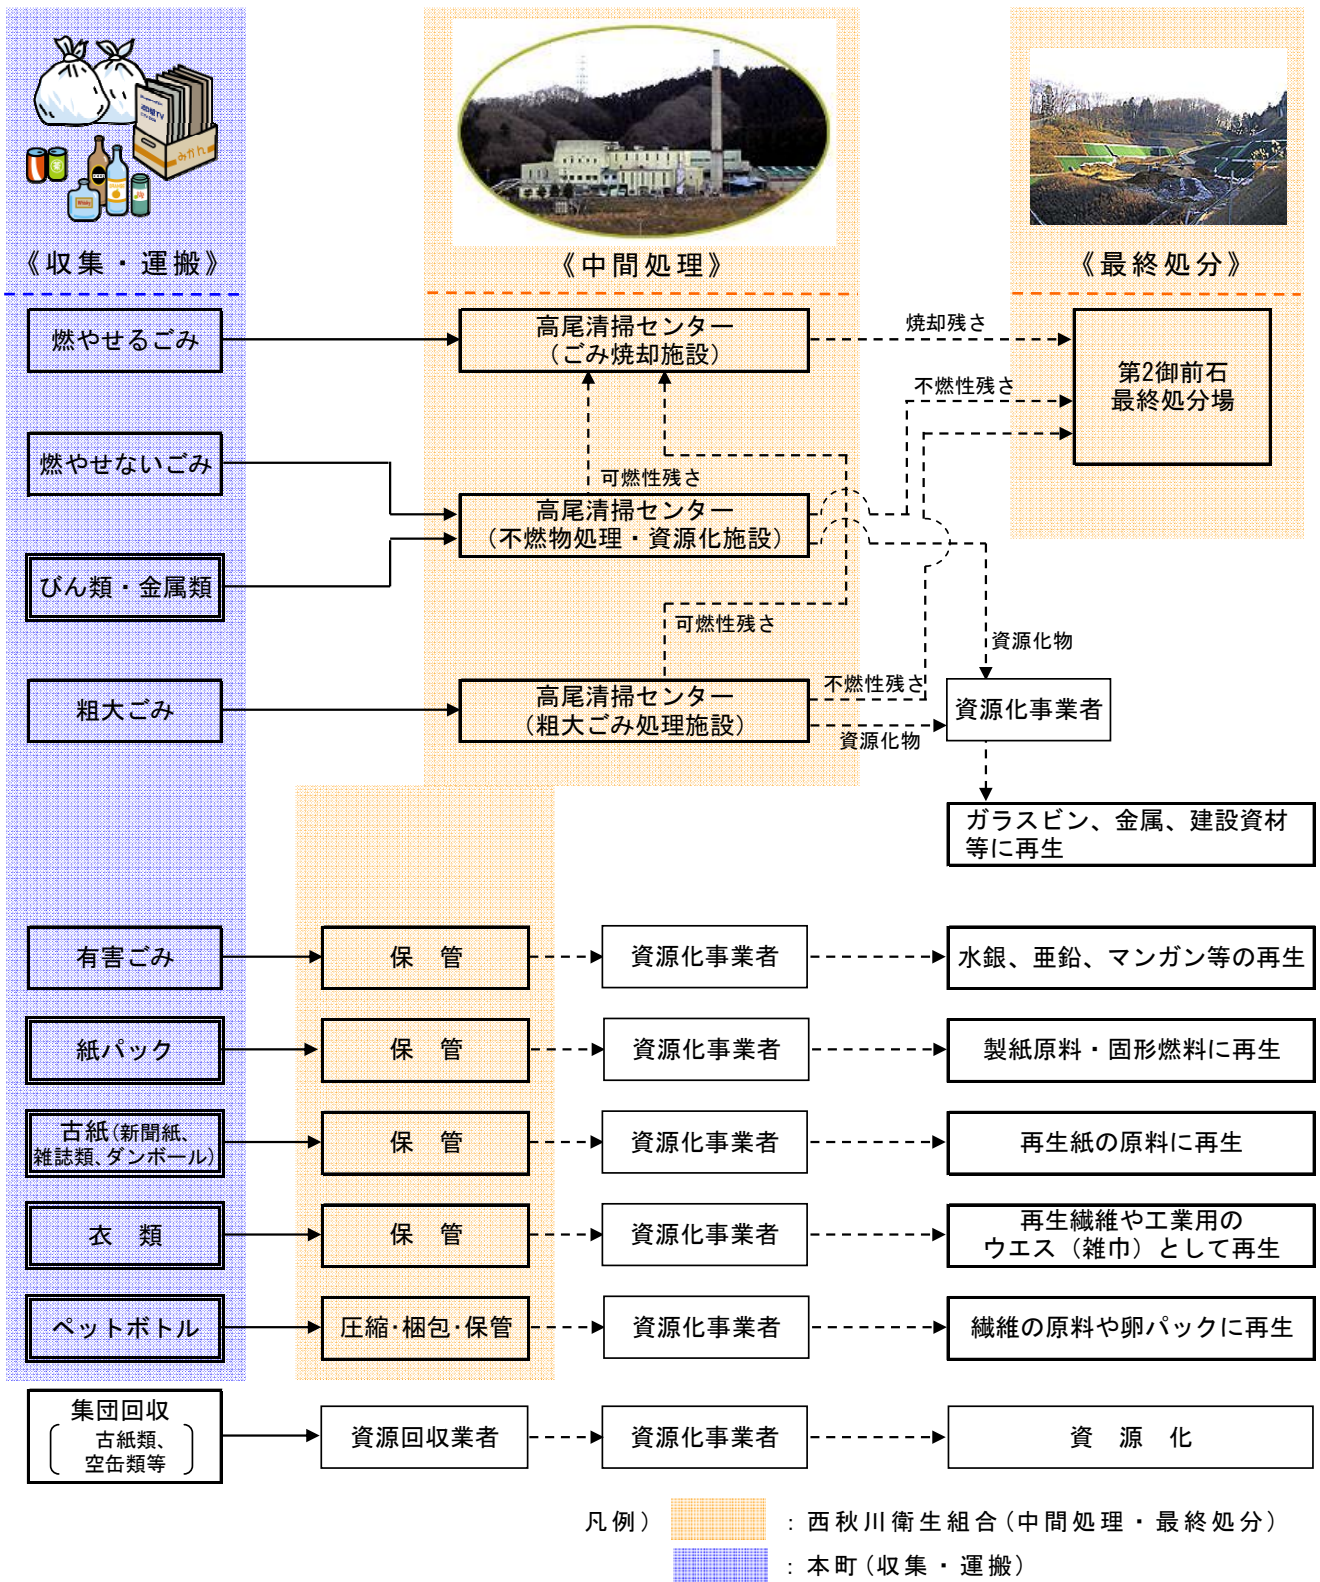 みかん
BEER
《収集・運搬》
《中間処理》
《最終処分》
燃やせるごみ
高尾清掃センター
（ごみ焼却施設）
焼却残さ
第2御前石
最終処分場
不燃性残さ
燃やせないごみ
可燃性残さ
高尾清掃センター
（不燃物処理・資源化施設）
びん類・金属類
可燃性残さ
資源化物
粗大ごみ
高尾清掃センター
（粗大ごみ処理施設）
不燃性残さ
資源化物
資源化事業者
ガラスビン、金属、建設資材
等に再生
有害ごみ
保　管
資源化事業者
水銀、亜鉛、マンガン等の再生
紙パック
保　管
資源化事業者
製紙原料・固形燃料に再生
古紙(新聞紙、
雑誌類、ダンボール)
保　管
資源化事業者
再生紙の原料に再生
衣　類
保　管
資源化事業者
再生繊維や工業用の
ウエス（雑巾）として再生
ペットボトル
圧縮･梱包･保管
資源化事業者
繊維の原料や卵パックに再生
集団回収
古紙類、
空缶類等
資源回収業者
資源化事業者
資　源　化
凡例）
：西秋川衛生組合(中間処理・最終処分)
：本町(収集・運搬)